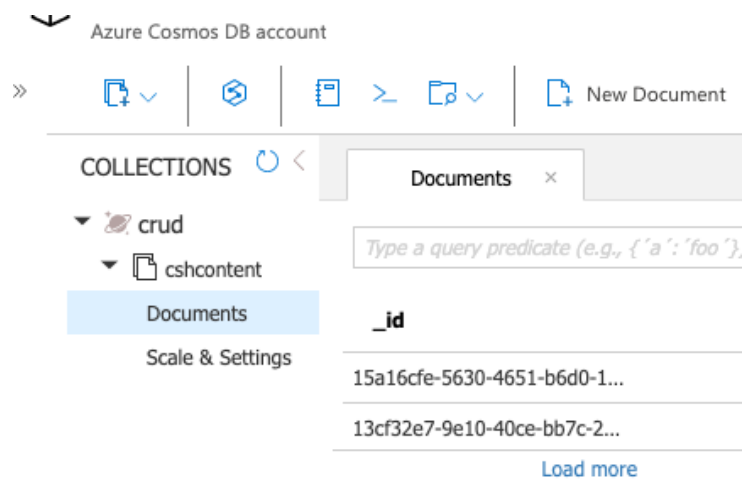 Azure Cosmos DB account
New Document
COLLECTIONS
Documents
Type a query predicate (e.g., {´a´:´foo´}
crud
cshcontent
Documents
Scale & Settings
_id
15a16cfe-5630-4651-b6d0-1...
13cf32e7-9e10-40ce-bb7c-2...
Load more